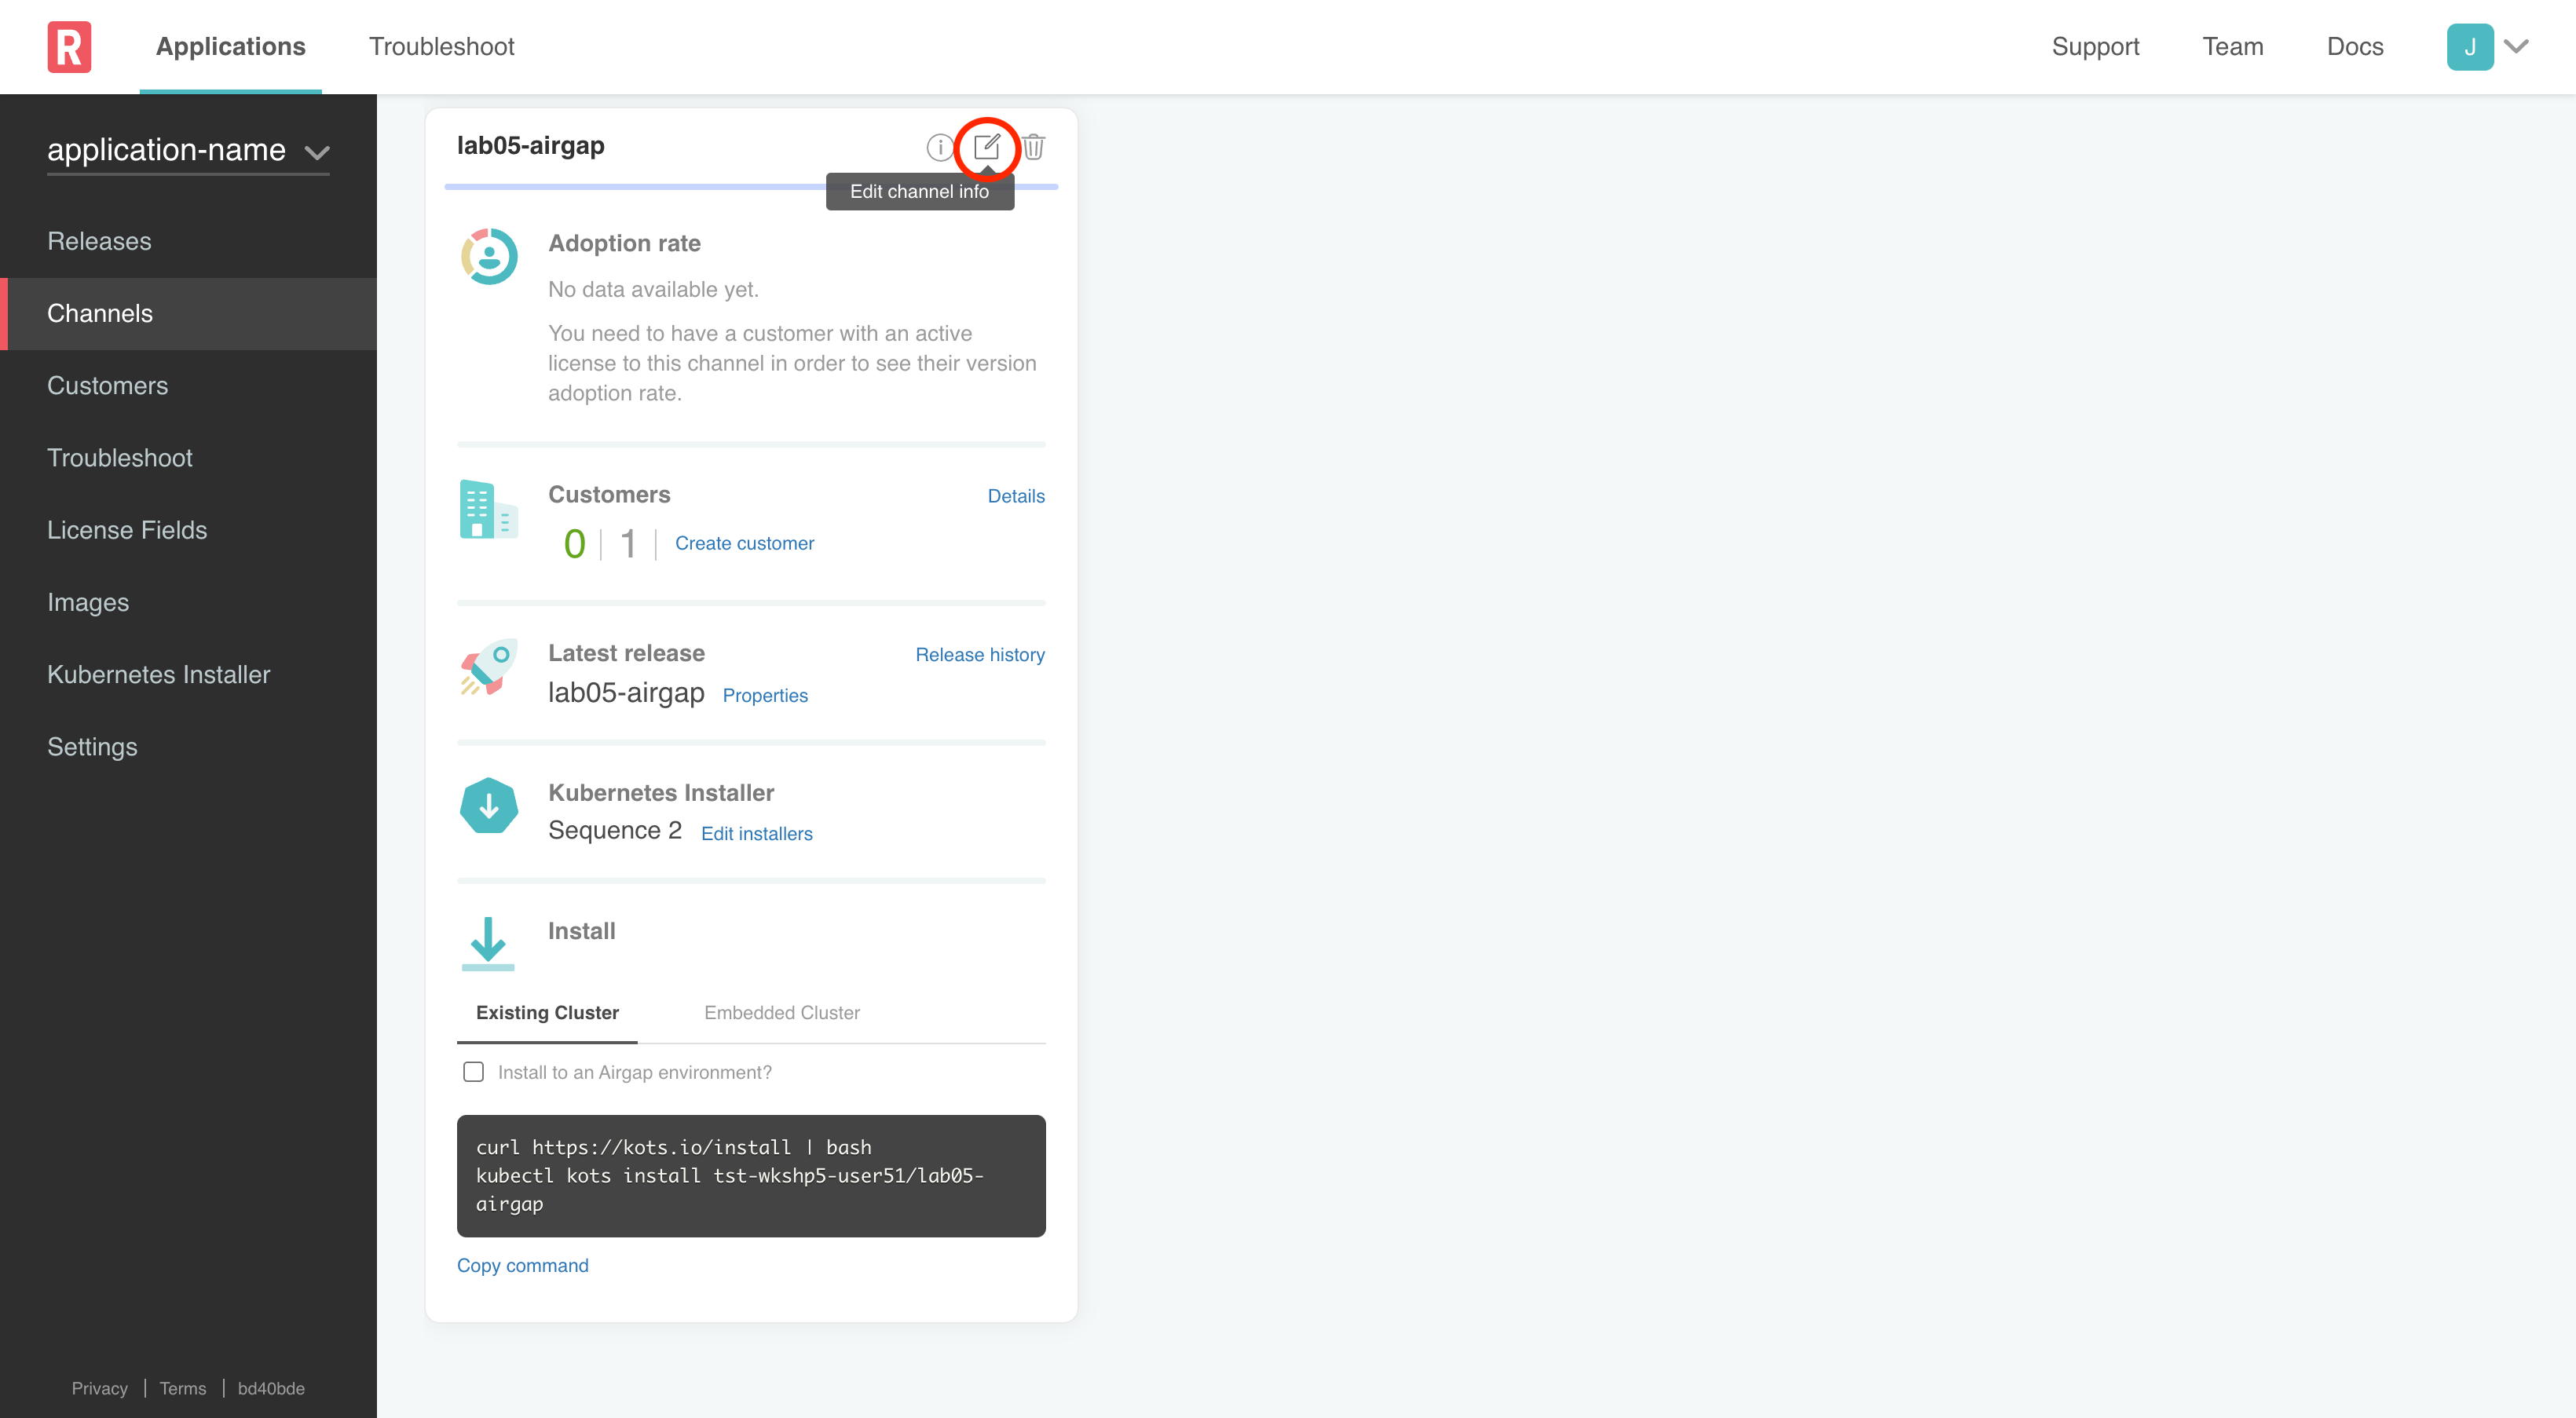 R
Applications
Troubleshoot
Support
Team
Docs
J
application-name
Releases
Channels
Customers
Troubleshoot
License Fields
Images
Kubernetes Installer
Settings
Privacy | Terms | bd40bde
lab05-airgap
Edit channel info
Adoption rate
No data available yet.
You need to have a customer with an active
license to this channel in order to see their version
adoption rate.
Customers
Details
0 | 1 | Create customer
Latest release
Release history
lab05-airgap Properties
Kubernetes Installer
Sequence 2 Edit installers
Install
Existing Cluster
Embedded Cluster
Install to an Airgap environment?
curl https://kots.io/install | bash
kubectl kots install tst-wkshp5-user51/lab05-
airgap
Copy command